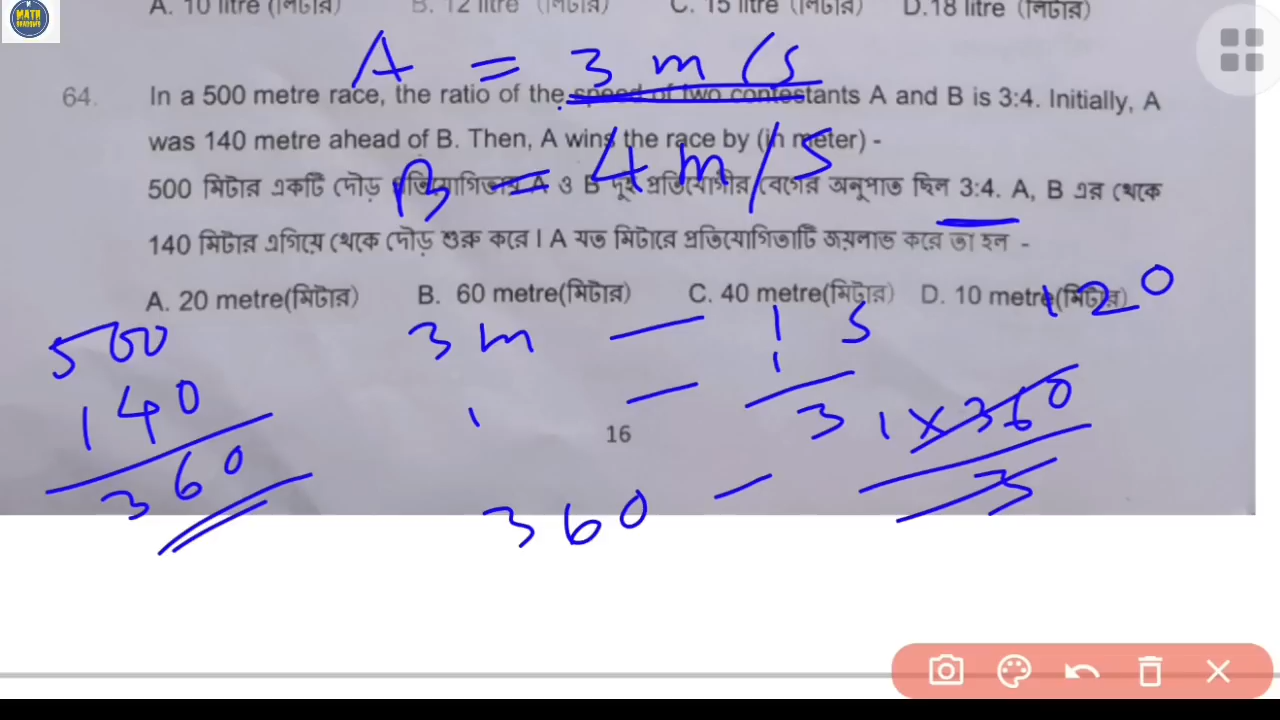 MATH
A. 10 litre (লিটার) B. 12 litre (লিটার) C. 15 litre (লিটার) D.18 litre (লিটার)
A = 3 m/s
64. In a 500 metre race, the ratio of the speed of two contestants A and B is 3:4. Initially, A
was 140 metre ahead of B. Then, A wins the race by (in meter) -
B = 4 m/s
500 মিটার একটি দৌড় প্রতিযোগিতায় A ও B দুই প্রতিযোগীর বেগের অনুপাত ছিল 3:4. A, B এর থেকে
140 মিটার এগিয়ে থেকে দৌড় শুরু করে। A যত মিটারে প্রতিযোগিতাটি জয়লাভ করে তা হল -
A. 20 metre(মিটার) B. 60 metre(মিটার) C. 40 metre(মিটার) D. 10 metre(মিটার)
120
500 3 m — 1 s
140 1 — 1/3
360 360 — 1×360/3
16